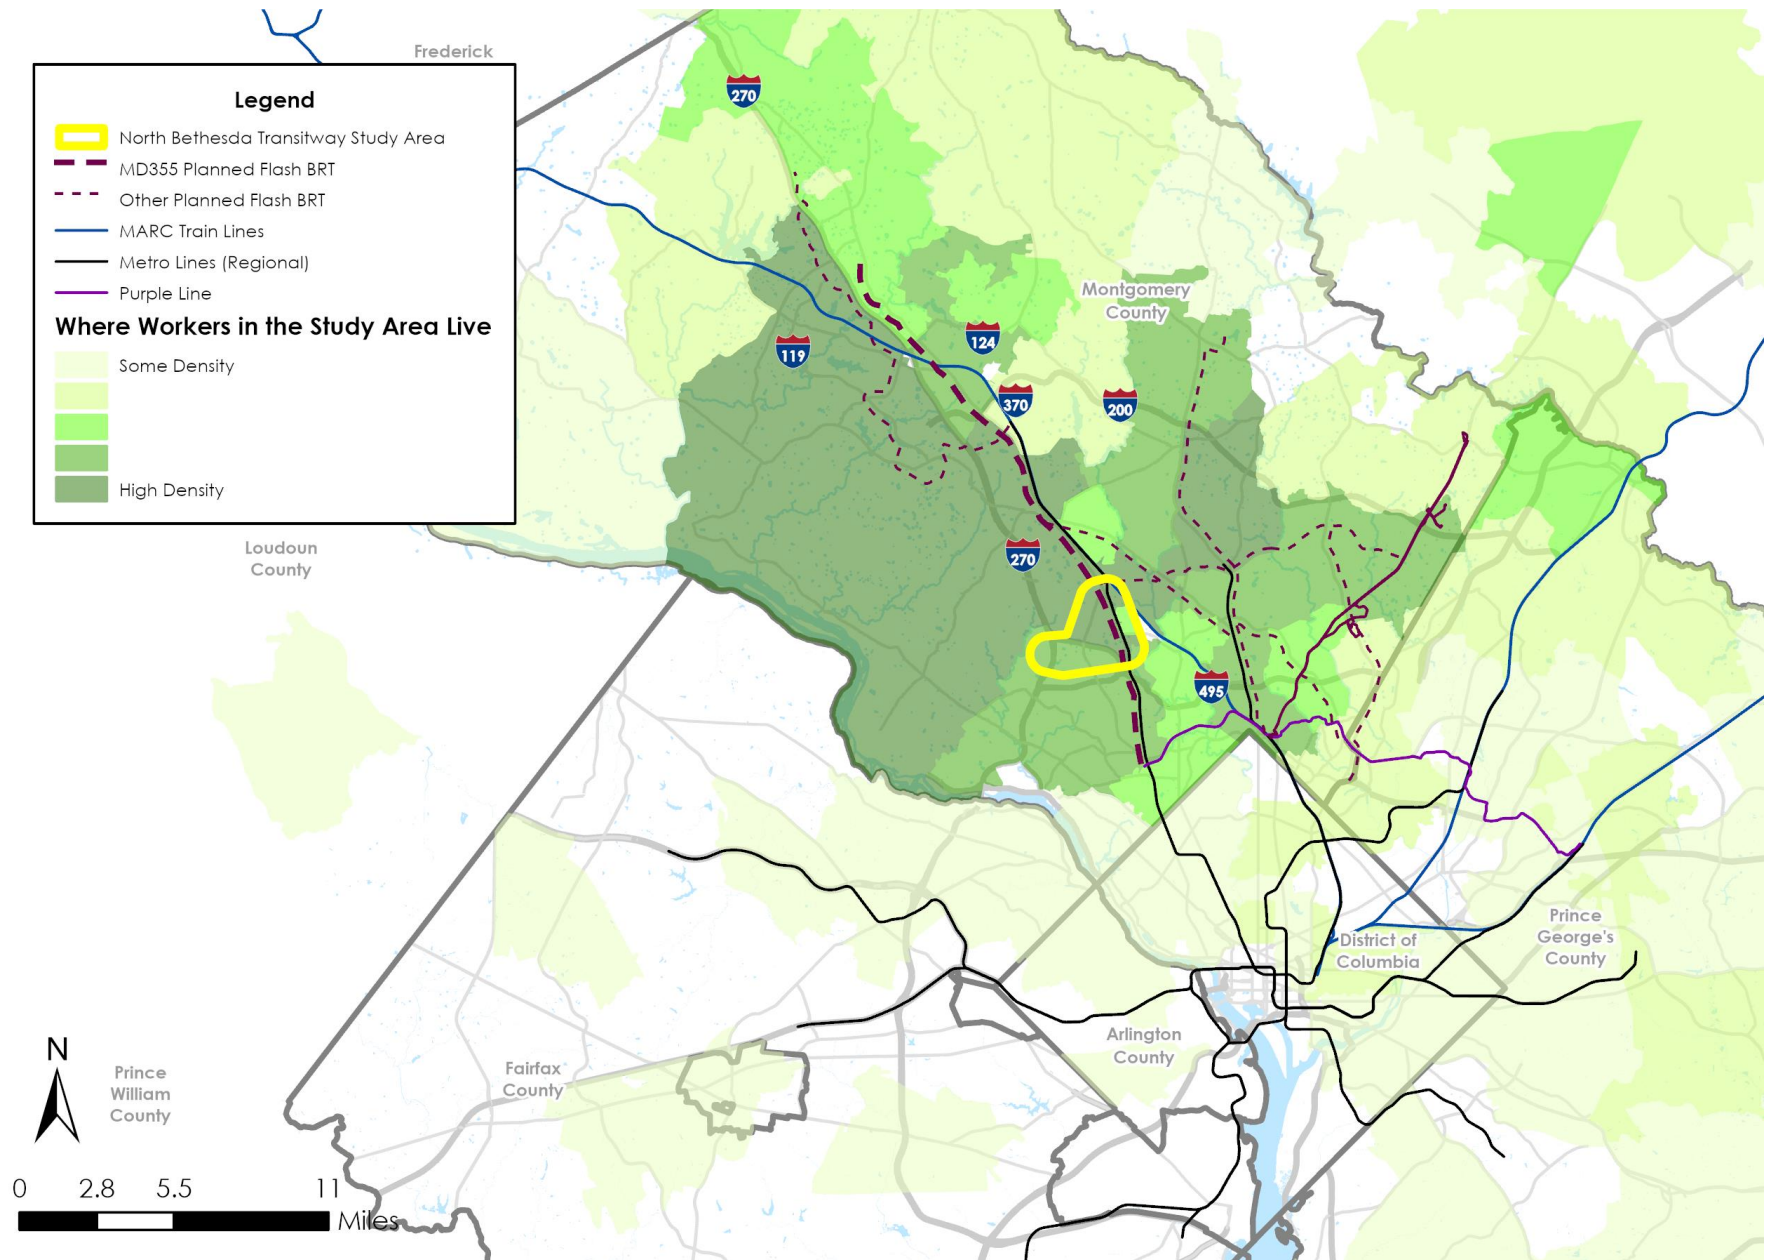 Frederick
Legend
North Bethesda Transitway Study Area
MD355 Planned Flash BRT
Other Planned Flash BRT
MARC Train Lines
Metro Lines (Regional)
Purple Line
Where Workers in the Study Area Live
Some Density
High Density
270
Montgomery
County
119
124
370
200
270
495
Loudoun
County
District of
Columbia
Prince
George's
County
Arlington
County
Fairfax
County
N
Prince
William
County
0 2.8 5.5 11
Miles